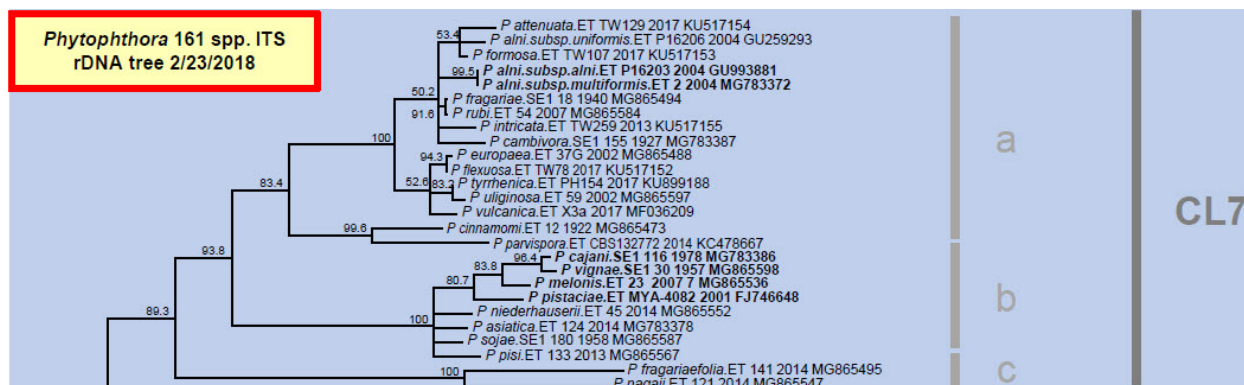 Phytophthora 161 spp. ITS
rDNA tree 2/23/2018
P attenuata.ET TW129 2017 KU517154
53.4
P alni.subsp.uniformis.ET P16206 2004 GU259293
P formosa.ET TW107 2017 KU517153
99.5
P alni.subsp.alni.ET P16203 2004 GU993881
P alni.subsp.multiformis.ET 2 2004 MG783372
50.2
P fragariae.SE1 18 1940 MG865494
91.6
P rubi.ET 54 2007 MG865584
P intricata.ET TW259 2013 KU517155
100
P cambivora.SE1 155 1927 MG783387
a
94.3
P europaea.ET 37G 2002 MG865488
P flexuosa.ET TW78 2017 KU517152
83.4
52.6
83.2
P tyrrhenica.ET PH154 2017 KU899188
P uliginosa.ET 59 2002 MG865597
P vulcanica.ET X3a 2017 MF036209
CL7
99.6
P cinnamomi.ET 12 1922 MG865473
P parvispora.ET CBS132772 2014 KC478667
93.8
96.4
P cajani.SE1 116 1978 MG783386
83.8
P vignae.SE1 30 1957 MG865598
80.7
P melonis.ET 23 2007 7 MG865536
P pistaciae.ET MYA-4082 2001 FJ746648
b
89.3
P niederhauserii.ET 45 2014 MG865552
100
P asiatica.ET 124 2014 MG783378
P sojae.SE1 180 1958 MG865587
P pisi.ET 133 2013 MG865567
100
P fragariaefolia.ET 141 2014 MG865495
c
P nagaii.ET 121 2014 MG865547